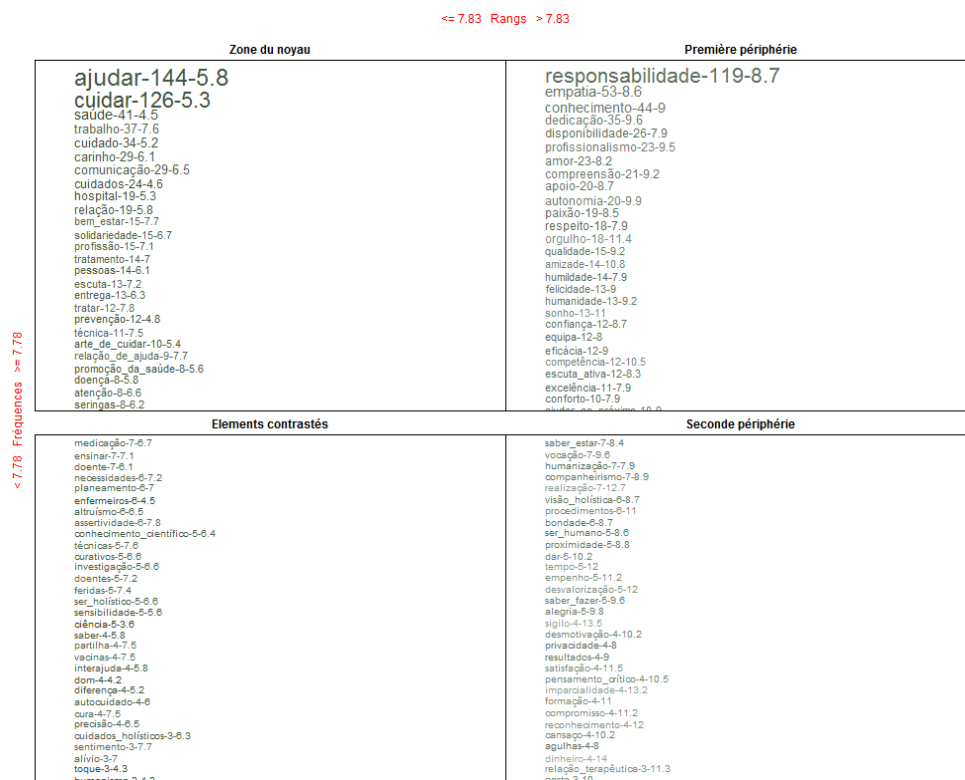 <= 7.83 Rangs > 7.83
Zone du noyau
ajudar-144-5.8
cuidar-126-5.3
saúde-41-4.5
trabalho-37-7.6
cuidado-34-5.2
carinho-29-6.1
comunicação-29-6.5
cuidados-24-4.6
hospital-19-5.3
relação-19-5.8
bem_estar-15-7.7
solidariedade-15-6.7
profissão-15-7.1
tratamento-14-7
pessoas-14-6.1
escuta-13-7.2
entrega-13-6.3
tratar-12-7.8
prevenção-12-4.8
técnica-11-7.5
arte_de_cuidar-10-5.4
relação_de_ajuda-9-7.7
promoção_da_saúde-8-5.6
doença-8-5.8
atenção-8-6.6
seringas-8-6.2
Première périphérie
responsabilidade-119-8.7
empatia-53-8.6
conhecimento-44-9
dedicação-35-9.6
disponibilidade-26-7.9
profissionalismo-23-9.5
amor-23-8.2
compreensão-21-9.2
apoio-20-8.7
autonomia-20-9.9
paixão-19-8.5
respeito-18-7.9
orgulho-18-11.4
qualidade-15-9.2
amizade-14-10.8
humildade-14-7.9
felicidade-13-9
humanidade-13-9.2
sonho-13-11
confiança-12-8.7
equipa-12-8
eficácia-12-9
competência-12-10.5
escuta_ativa-12-8.3
excelência-11-7.9
conforto-10-7.9
< 7.78 Fréquences >= 7.78
Elements contrastés
medicação-7-6.7
ensinar-7-7.1
doente-7-6.1
necessidades-6-7.2
planeamento-6-7
enfermeiros-6-4.5
altruísmo-6-6.5
assertividade-6-7.8
conhecimento_científico-5-6.4
técnicas-5-7.6
curativos-5-6.6
investigação-5-6.6
doentes-5-7.2
feridas-5-7.4
ser_holístico-5-6.6
sensibilidade-5-5.6
ciência-5-3.6
saber-4-5.8
partilha-4-7.5
vacinas-4-7.5
interajuda-4-5.8
dom-4-4.2
diferença-4-5.2
autocuidado-4-6
cura-4-7.5
precisão-4-6.5
cuidados_holísticos-3-6.3
sentimento-3-7.7
alívio-3-7
toque-3-4.3
Seconde périphérie
saber_estar-7-8.4
vocação-7-9.6
humanização-7-7.9
companheirismo-7-8.9
realização-7-12.7
visão_holística-6-8.7
procedimentos-6-11
bondade-6-8.7
ser_humano-5-8.6
proximidade-5-8.8
dar-5-10.2
tempo-5-12
empenho-5-11.2
desvalorização-5-12
saber_fazer-5-9.6
alegria-5-9.8
sigilo-4-13.5
desmotivação-4-10.2
privacidade-4-8
resultados-4-9
satisfação-4-11.5
pensamento_crítico-4-10.5
imparcialidade-4-13.2
formação-4-11
compromisso-4-11.2
reconhecimento-4-12
cansaço-4-10.2
agulhas-4-8
dinheiro-4-14
relação_terapêutica-3-11.3